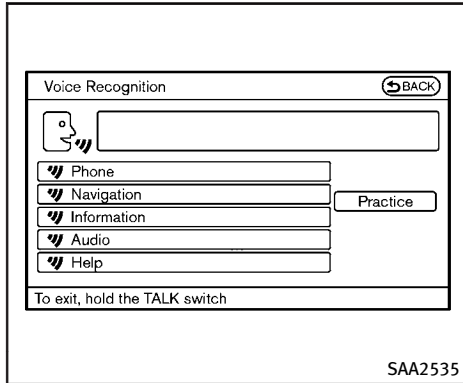 Voice Recognition
BACK
Phone
Navigation
Practice
Information
Audio
Help
To exit, hold the TALK switch
SAA2535